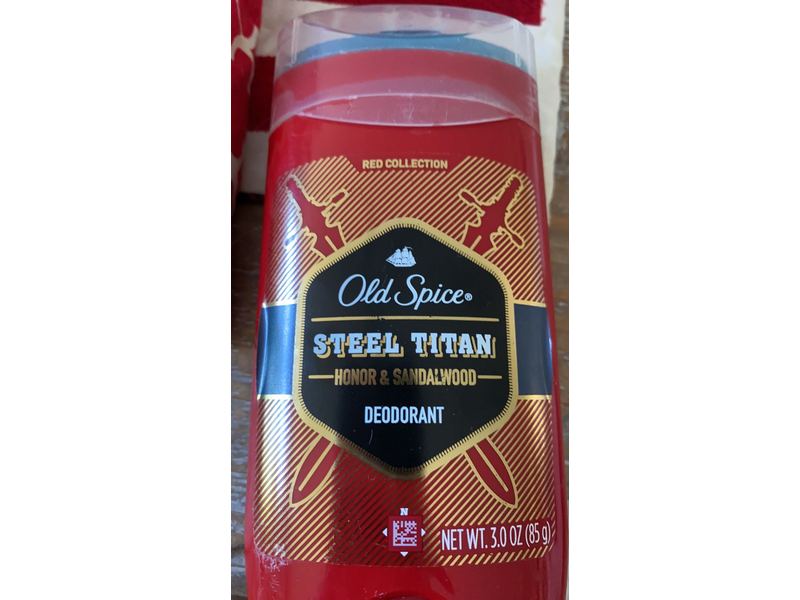 RED COLLECTION
Old Spice®
STEEL TITAN
HONOR & SANDALWOOD
DEODORANT
N
NET WT. 3.0 OZ (85 g)